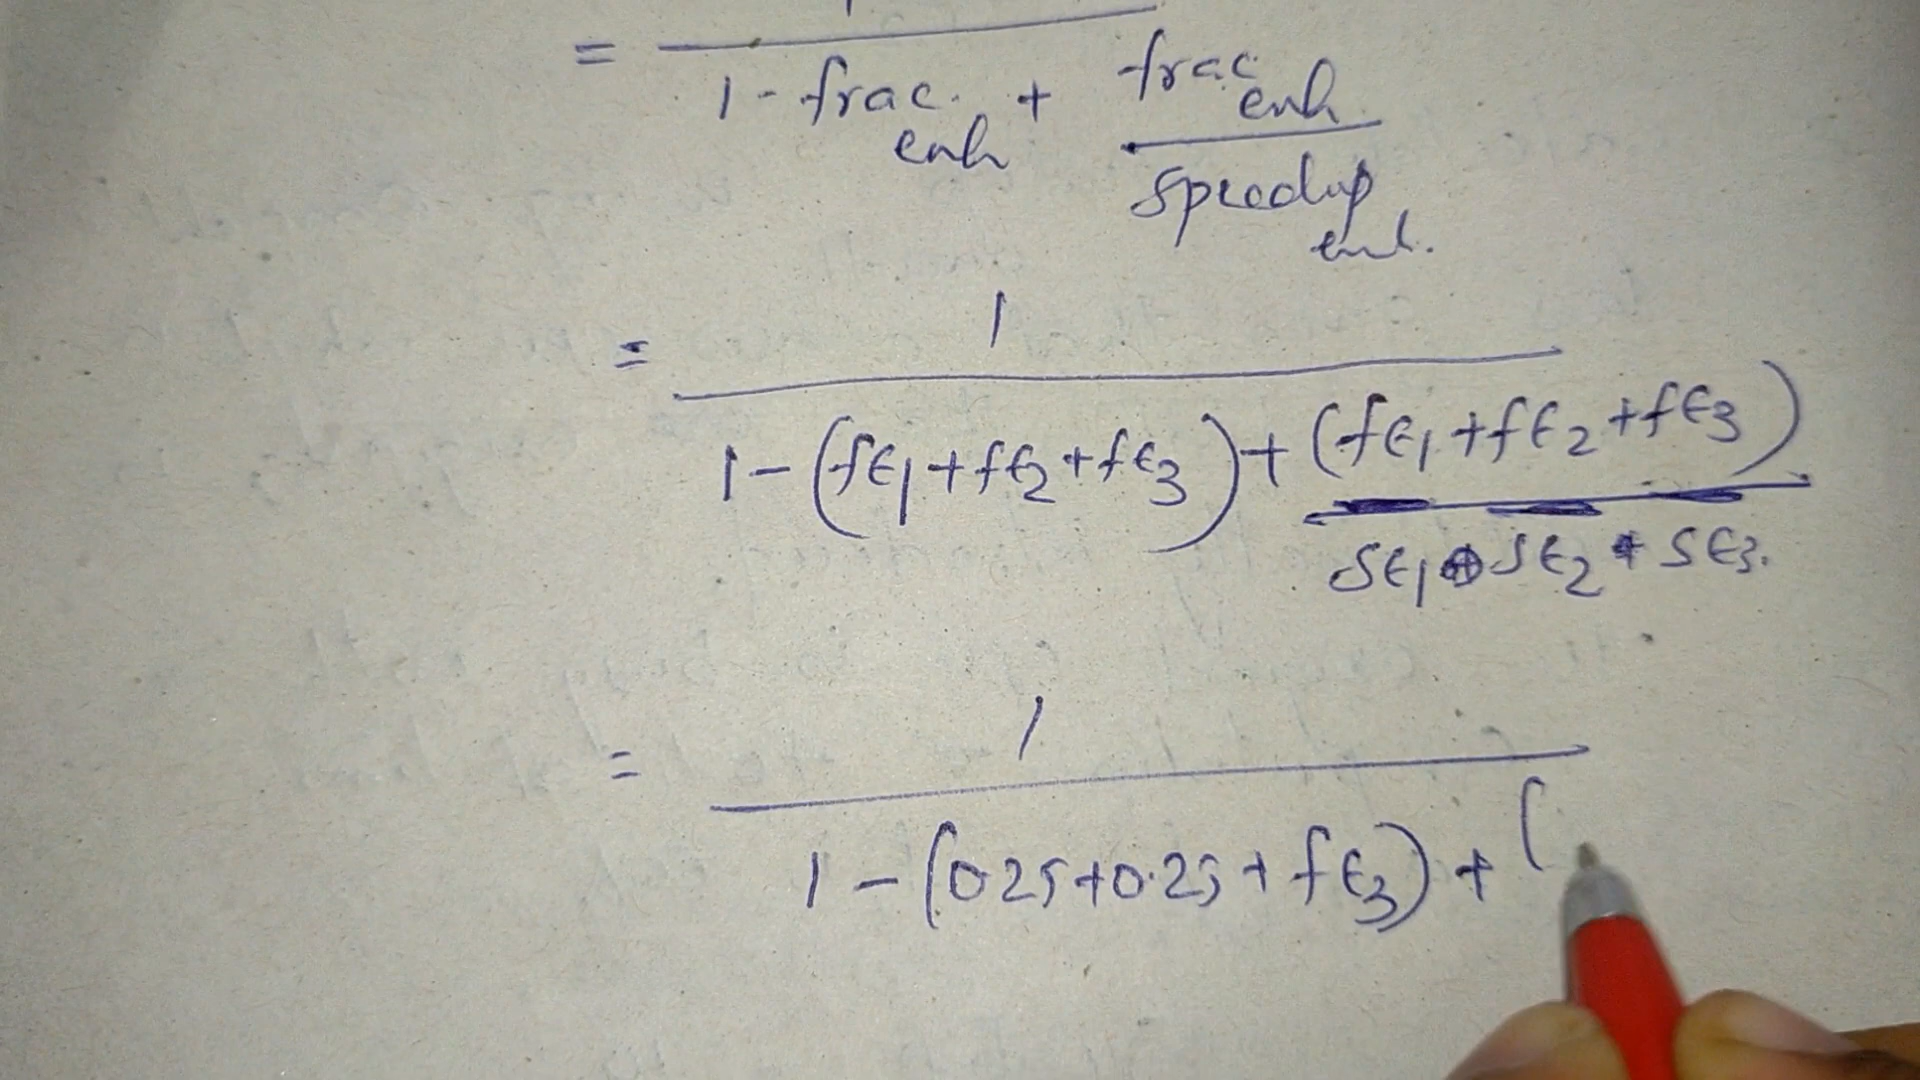 = 1
1 - frac. enh + frac enh
speedup enh.
= 1
1 - (fE1 + fE2 + fE3) + (fE1 + fE2 + fE3)
SE1 SE2 + SE3.
= 1
1 - (0.25 + 0.25 + fE3) + (